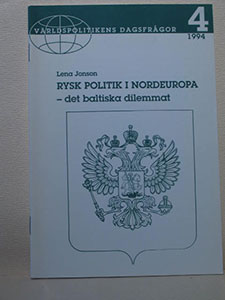 VÄRLDSPOLITIKENS DAGSFRÅGOR
4
1994
Lena Jonson
RYSK POLITIK I NORDEUROPA
– det baltiska dilemmat